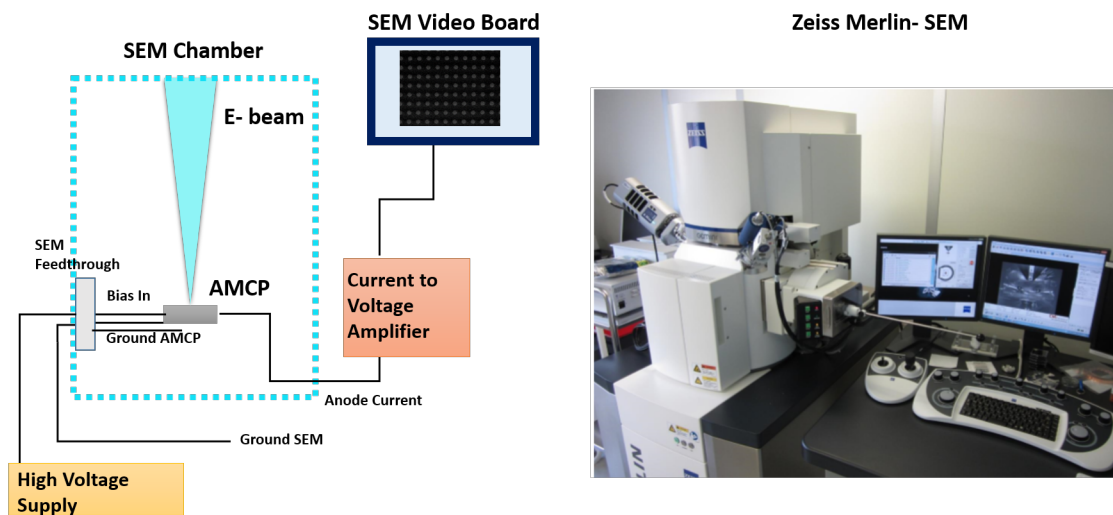 SEM Video Board
Zeiss Merlin- SEM
SEM Chamber
E- beam
SEM
Feedthrough
Bias In
AMCP
Ground AMCP
Current to
Voltage
Amplifier
Anode Current
Ground SEM
High Voltage
Supply
ZEISS